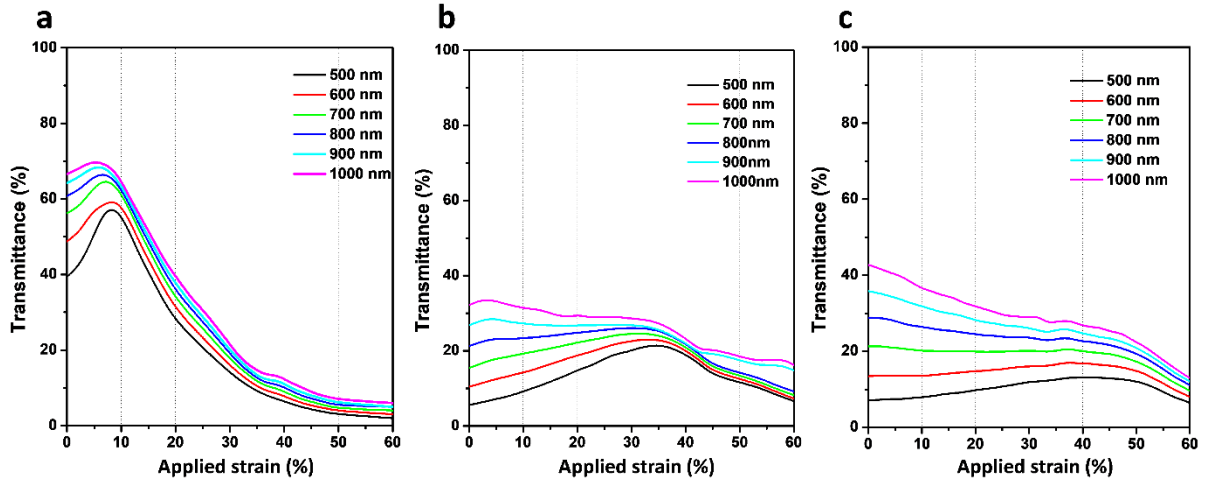 a
100
80
60
40
20
0
Transmittance (%)
500 nm
600 nm
700 nm
800 nm
900 nm
1000 nm
0 10 20 30 40 50 60
Applied strain (%)
b
100
80
60
40
20
0
Transmittance (%)
500 nm
600 nm
700 nm
800nm
900nm
1000nm
0 10 20 30 40 50 60
Applied strain (%)
c
100
80
60
40
20
0
Transmittance (%)
500 nm
600 nm
700 nm
800 nm
900 nm
1000 nm
0 10 20 30 40 50 60
Applied strain (%)